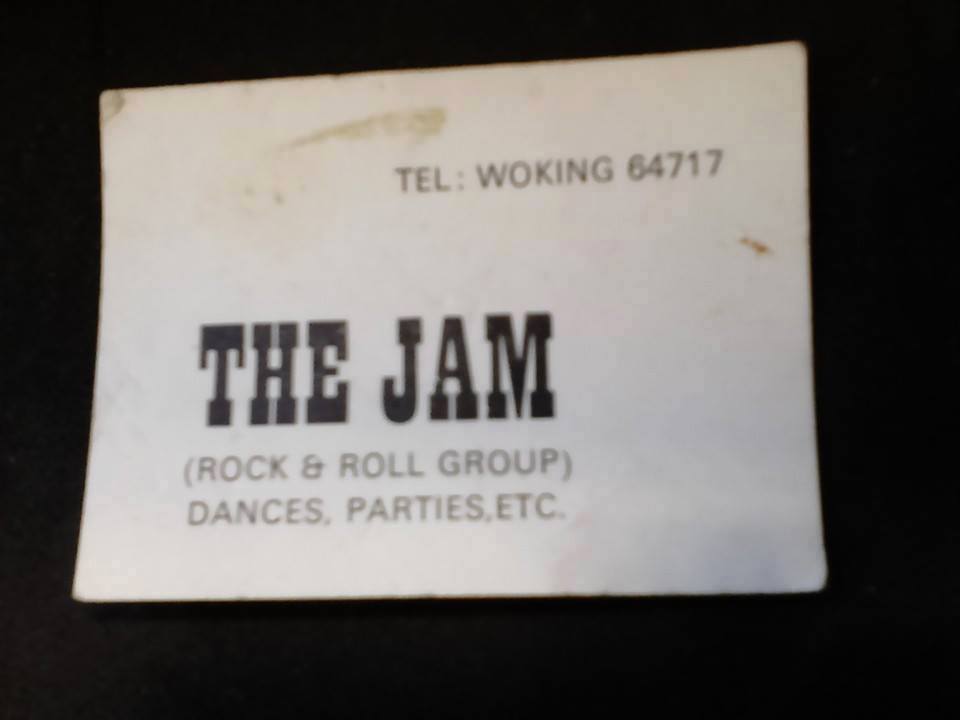 TEL: WOKING 64717
THE JAM
(ROCK & ROLL GROUP)
DANCES, PARTIES,ETC.